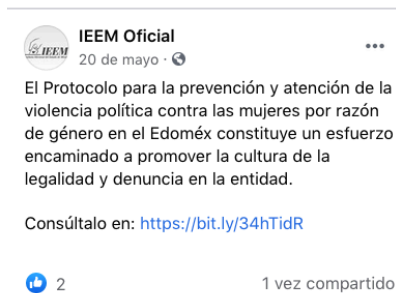 IEEM
IEEM Oficial
20 de mayo ·
El Protocolo para la prevención y atención de la
violencia política contra las mujeres por razón
de género en el Edoméx constituye un esfuerzo
encaminado a promover la cultura de la
legalidad y denuncia en la entidad.
Consúltalo en: https://bit.ly/34hTidR
2
1 vez compartido